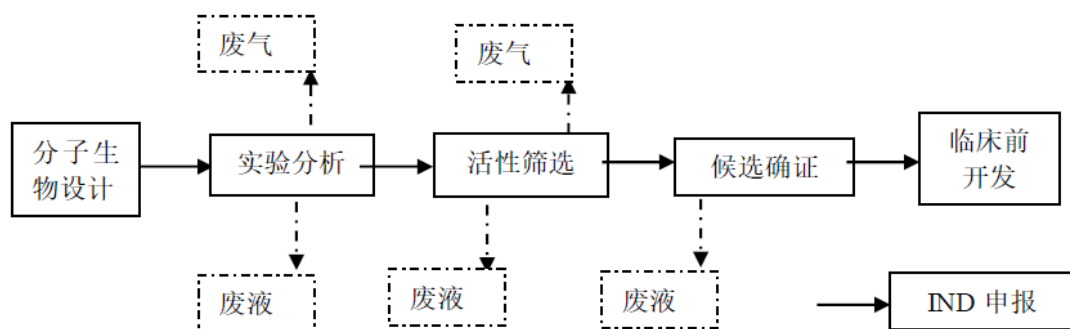 废气
废气
分子生
物设计
实验分析
活性筛选
候选确证
临床前
开发
废液
废液
废液
IND 申报